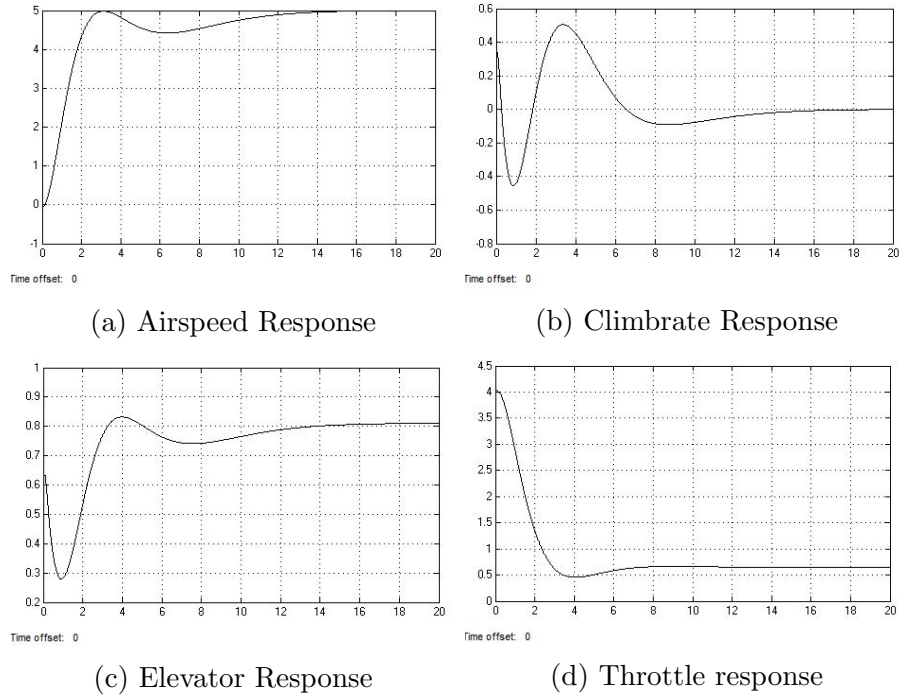 5
4
3
2
1
0
-1
0 2 4 6 8 10 12 14 16 18 20
Time offset: 0
(a) Airspeed Response
0.6
0.4
0.2
0
-0.2
-0.4
-0.6
-0.8
0 2 4 6 8 10 12 14 16 18 20
Time offset: 0
(b) Climbrate Response
1
0.9
0.8
0.7
0.6
0.5
0.4
0.3
0.2
0 2 4 6 8 10 12 14 16 18 20
Time offset: 0
(c) Elevator Response
4.5
4
3.5
3
2.5
2
1.5
1
0.5
0
0 2 4 6 8 10 12 14 16 18 20
Time offset: 0
(d) Throttle response